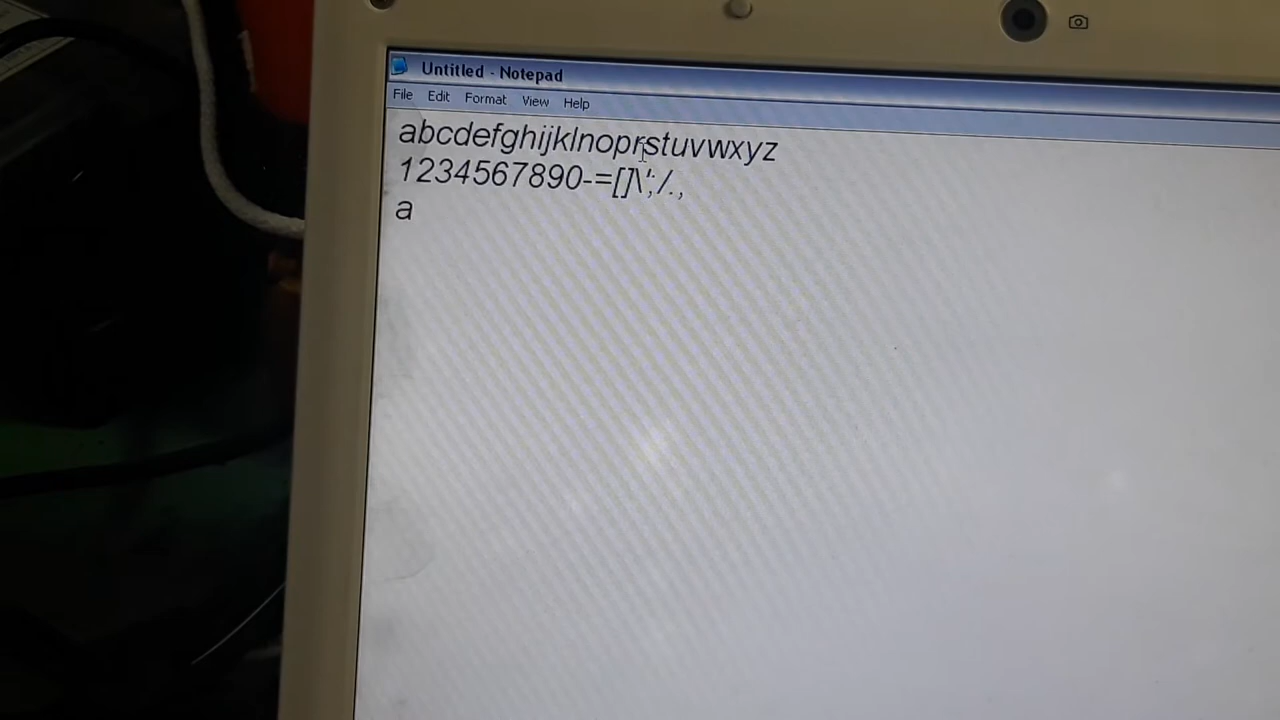 Untitled - Notepad
File Edit Format View Help
abcdefghijklnoprstuvwxyz
1234567890-=[]\';/.,
a